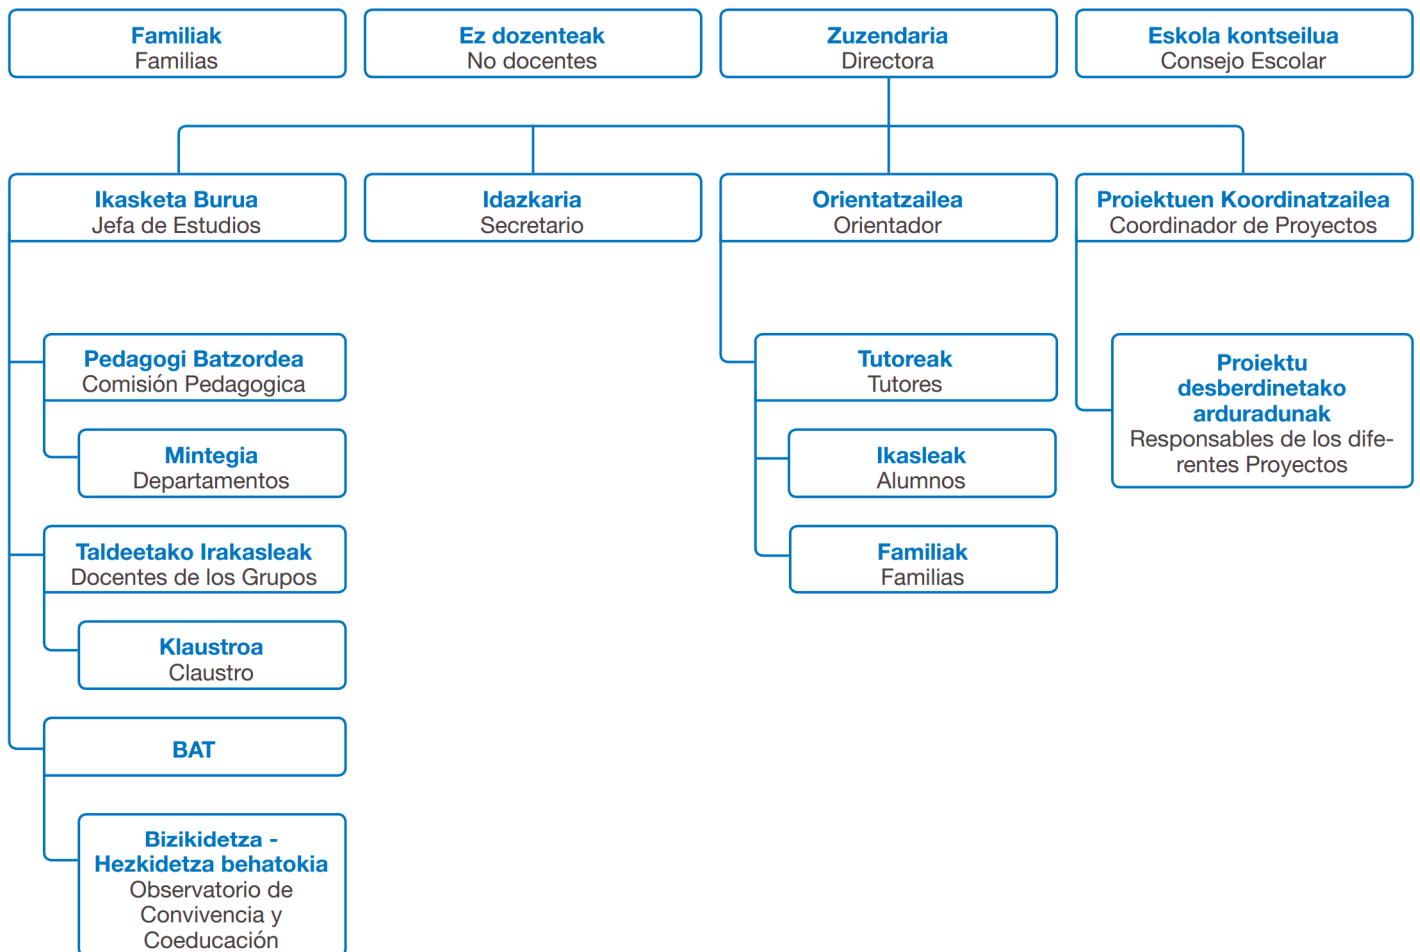 Familiak
Familias
Ez dozenteak
No docentes
Zuzendaria
Directora
Eskola kontseilua
Consejo Escolar
Ikasketa Burua
Jefa de Estudios
Idazkaria
Secretario
Orientatzailea
Orientador
Proiektuen Koordinatzailea
Coordinador de Proyectos
Pedagogi Batzordea
Comisión Pedagogica
Mintegia
Departamentos
Taldeetako Irakasleak
Docentes de los Grupos
Klaustroa
Claustro
BAT
Bizikidetza -
Hezkidetza behatokia
Observatorio de
Convivencia y
Coeducación
Tutoreak
Tutores
Ikasleak
Alumnos
Familiak
Familias
Proiektu
desberdinetako
arduradunak
Responsables de los dife-
rentes Proyectos